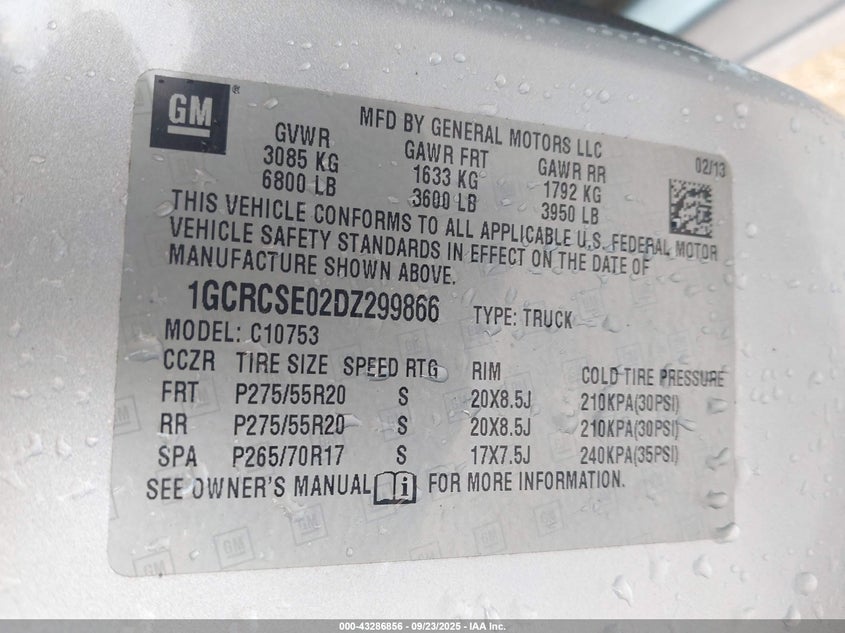 GM®
MFD BY GENERAL MOTORS LLC
02/13
GVWR GAWR FRT GAWR RR
3085 KG 1633 KG 1792 KG
6800 LB 3600 LB 3950 LB
THIS VEHICLE CONFORMS TO ALL APPLICABLE U.S. FEDERAL MOTOR
VEHICLE SAFETY STANDARDS IN EFFECT ON THE DATE OF
MANUFACTURE SHOWN ABOVE.
1GCRCSE02DZ299866 TYPE: TRUCK
MODEL: C10753
CCZR TIRE SIZE SPEED RTG RIM COLD TIRE PRESSURE
FRT P275/55R20 S 20X8.5J 210KPA(30PSI)
RR P275/55R20 S 20X8.5J 210KPA(30PSI)
SPA P265/70R17 S 17X7.5J 240KPA(35PSI)
SEE OWNER'S MANUAL i FOR MORE INFORMATION.
GM
000-43286856 - 09/23/2025 - IAA Inc.